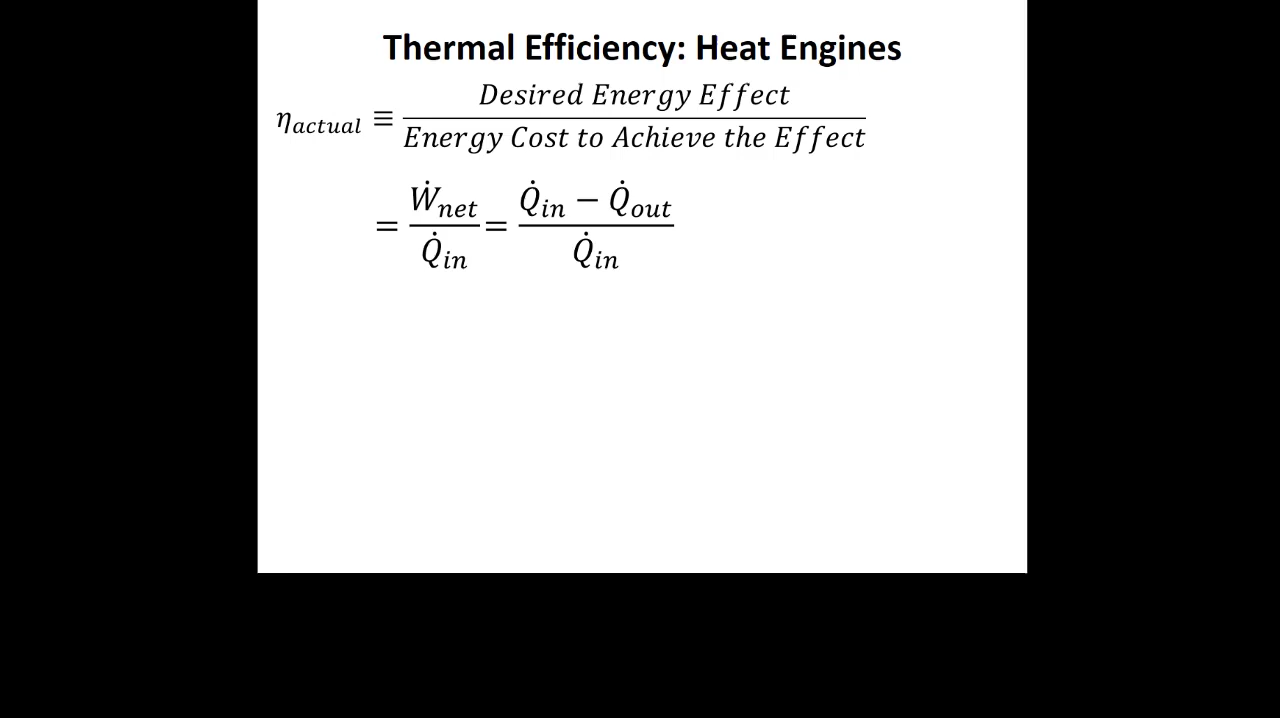 Thermal Efficiency: Heat Engines
η_actual ≡ Desired Energy Effect / Energy Cost to Achieve the Effect
= Ẇ_net / Q̇_in = Q̇_in − Q̇_out / Q̇_in